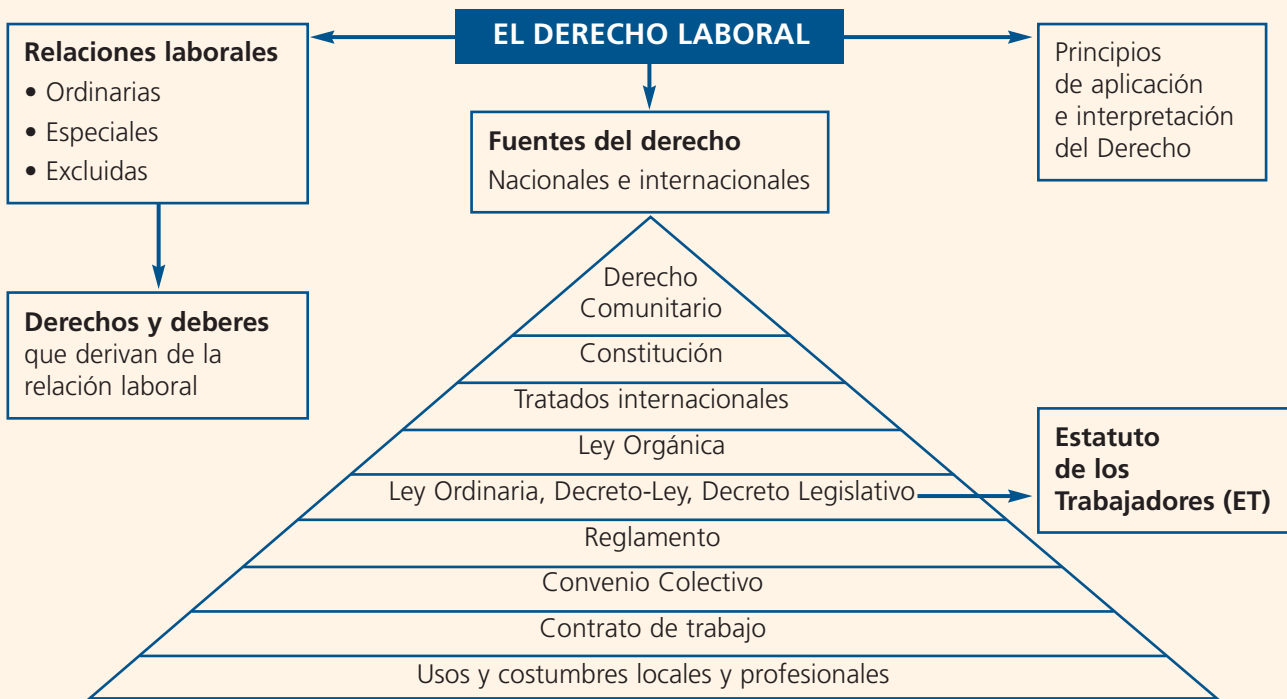 EL DERECHO LABORAL
Relaciones laborales
• Ordinarias
• Especiales
• Excluidas
Derechos y deberes
que derivan de la
relación laboral
Fuentes del derecho
Nacionales e internacionales
Derecho
Comunitario
Constitución
Tratados internacionales
Ley Orgánica
Ley Ordinaria, Decreto-Ley, Decreto Legislativo
Reglamento
Convenio Colectivo
Contrato de trabajo
Usos y costumbres locales y profesionales
Principios
de aplicación
e interpretación
del Derecho
Estatuto
de los
Trabajadores (ET)